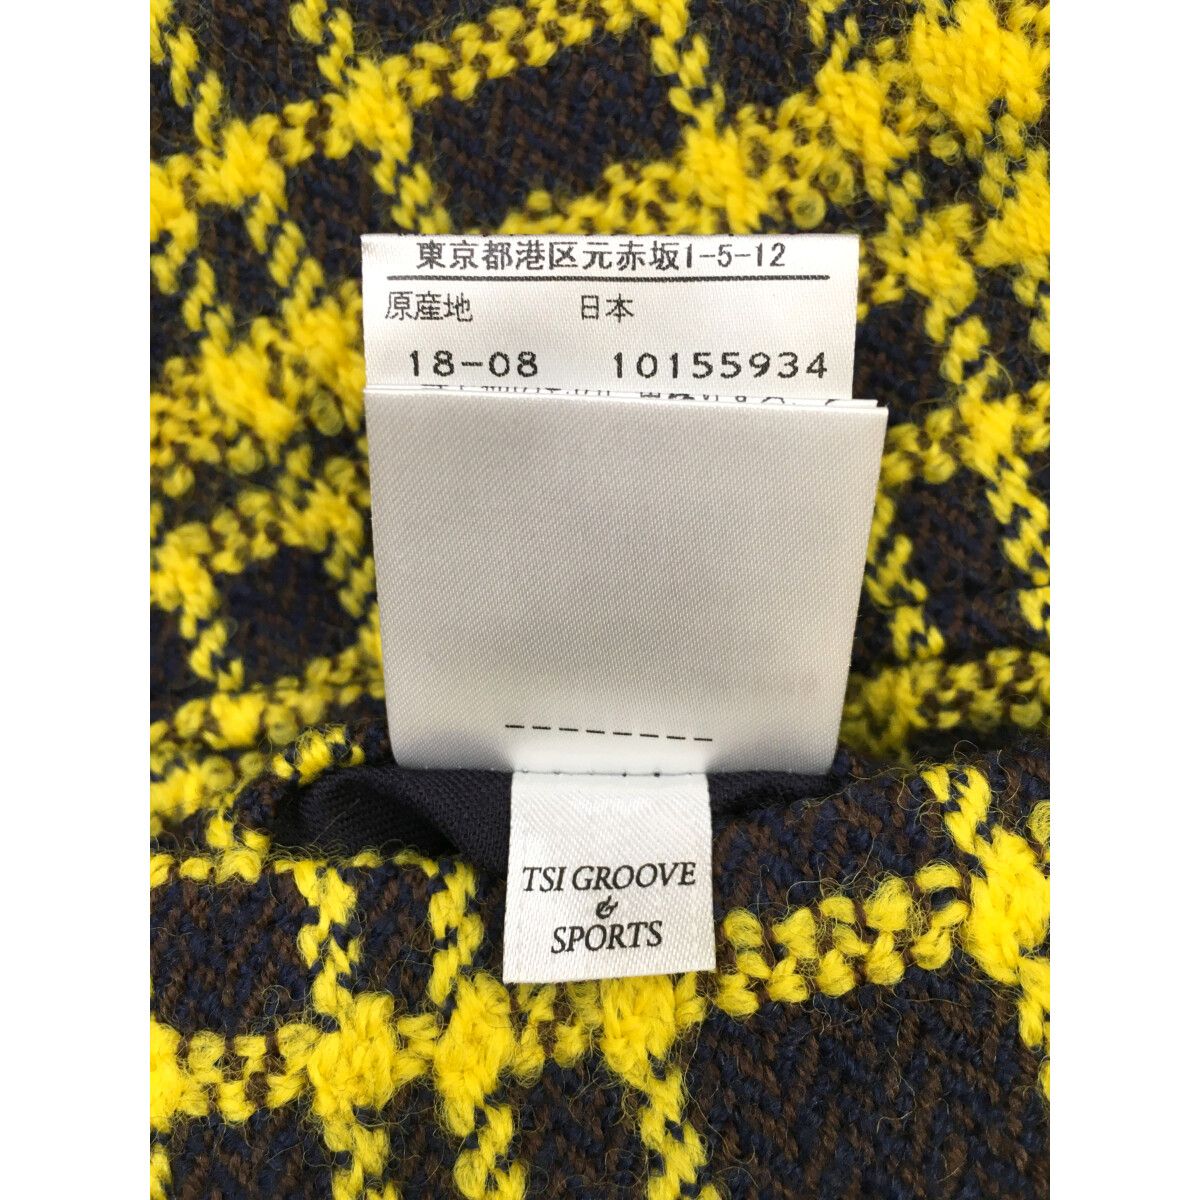 東京都港区元赤坂1-5-12
原産地 日本
18-08 10155934
TSI GROOVE
&
SPORTS